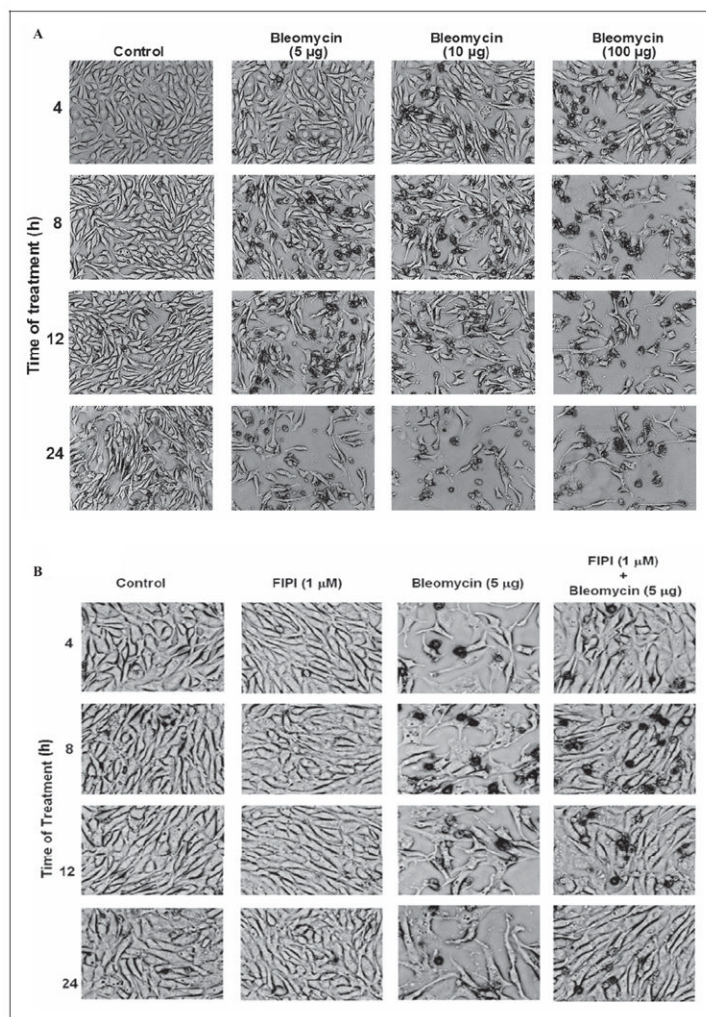 A
Control
Bleomycin
(5 µg)
Bleomycin
(10 µg)
Bleomycin
(100 µg)
Time of treatment (h)
4
8
12
24
B
Control
FIPI (1 µM)
Bleomycin (5 µg)
FIPI (1 µM)
+
Bleomycin (5 µg)
Time of Treatment (h)
4
8
12
24